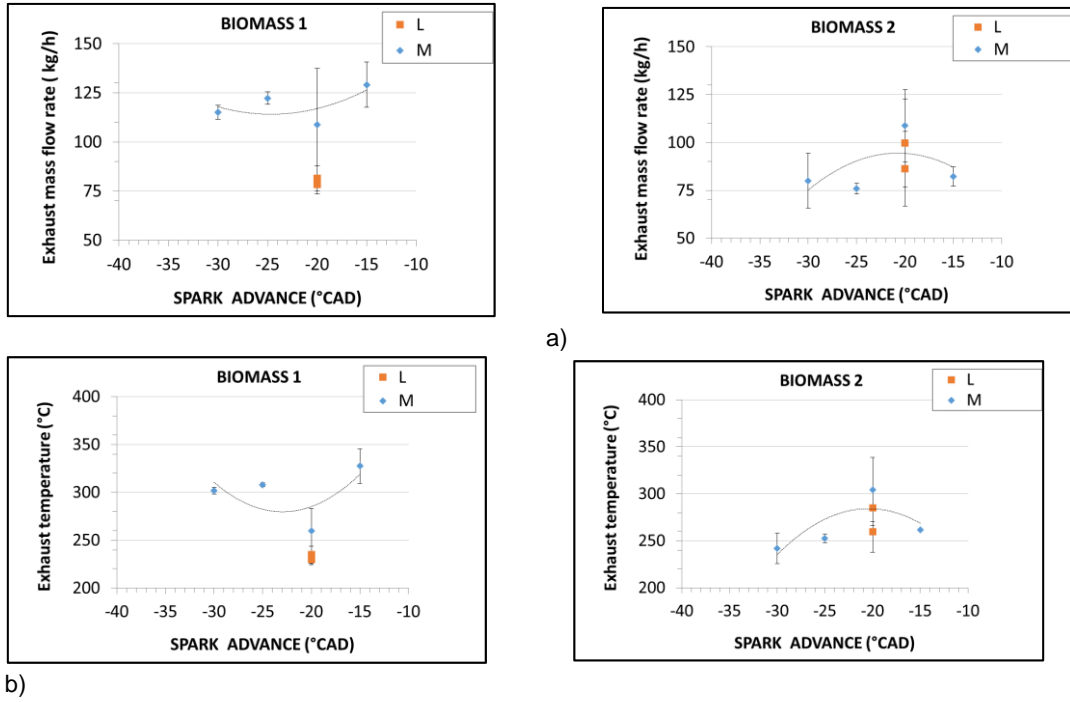 BIOMASS 1
L
M
Exhaust mass flow rate ( kg/h)
150
125
100
75
50
-40 -35 -30 -25 -20 -15 -10
SPARK ADVANCE (°CAD)
BIOMASS 2
L
M
Exhaust mass flow rate (kg/h)
150
125
100
75
50
-40 -35 -30 -25 -20 -15 -10
SPARK ADVANCE (°CAD)
a)
BIOMASS 1
L
M
Exhaust temperature (°C)
400
350
300
250
200
-40 -35 -30 -25 -20 -15 -10
SPARK ADVANCE (°CAD)
BIOMASS 2
L
M
Exhaust temperature (°C)
400
350
300
250
200
-40 -35 -30 -25 -20 -15 -10
SPARK ADVANCE (°CAD)
b)